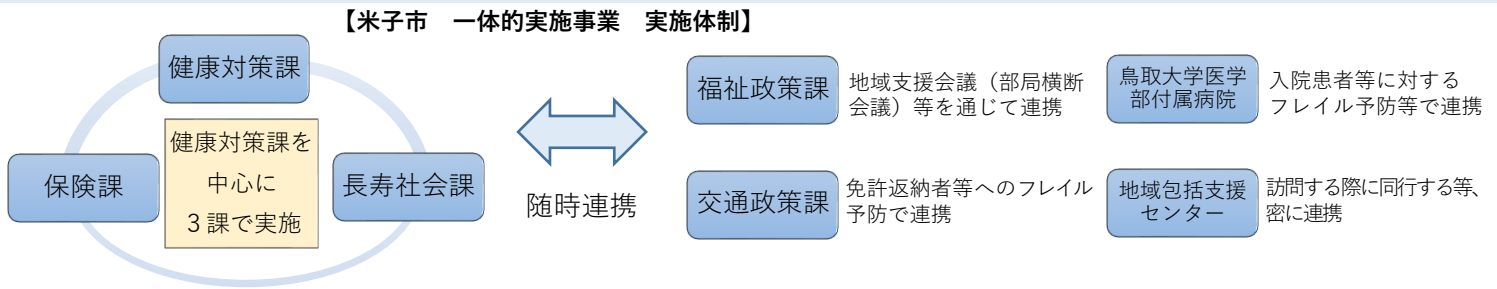 【米子市　一体的実施事業　実施体制】
健康対策課
保険課
健康対策課を
中心に
３課で実施
長寿社会課
随時連携
福祉政策課
地域支援会議（部局横断
会議）等を通じて連携
鳥取大学医学
部付属病院
入院患者等に対する
フレイル予防等で連携
交通政策課
免許返納者等へのフレイル
予防で連携
地域包括支援
センター
訪問する際に同行する等、
密に連携